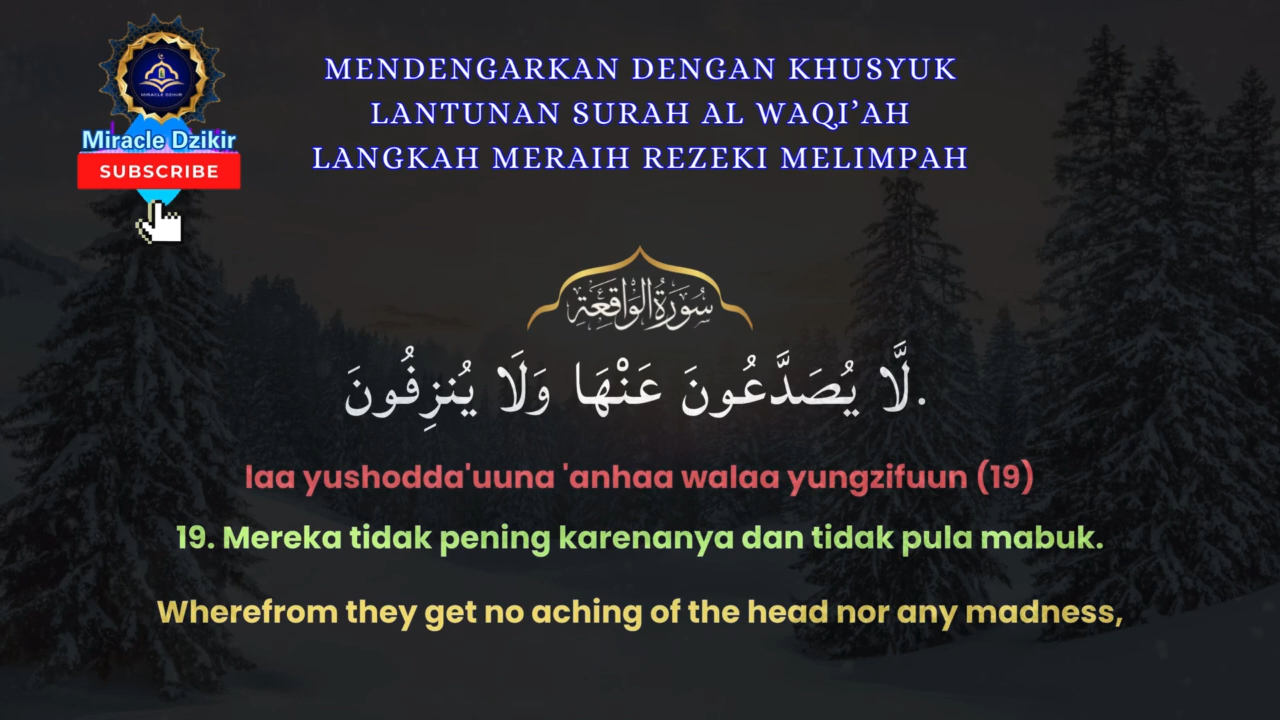 MENDENGARKAN DENGAN KHUSYUK
LANTUNAN SURAH AL WAQI’AH
LANGKAH MERAIH REZEKI MELIMPAH
MIRACLE DZIKIR
Miracle Dzikir
SUBSCRIBE
سُورَةُ الْوَاقِعَةِ
لَّا يُصَدَّعُونَ عَنْهَا وَلَا يُنزِفُونَ.
laa yushodda'uuna 'anhaa walaa yungzifuun (19)
19. Mereka tidak pening karenanya dan tidak pula mabuk.
Wherefrom they get no aching of the head nor any madness,